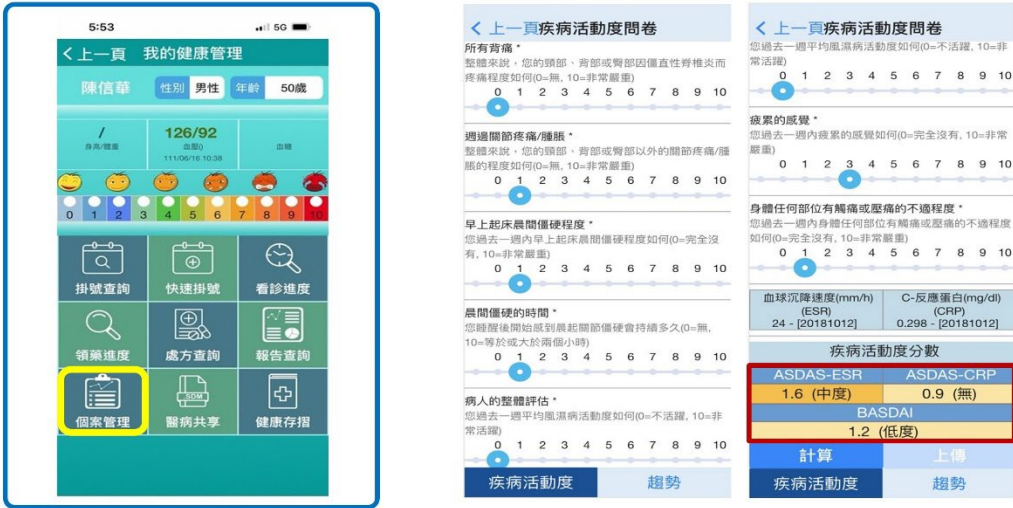 5:53
5G
上一頁 我的健康管理
陳信華 性別 男性 年齡 50歲
/
身高/體重
126/92
血壓()
111/06/16 10:38
血糖
0 1 2 3 4 5 6 7 8 9 10
掛號查詢 快速掛號 看診進度
領藥進度 處方查詢 報告查詢
SDM
個案管理 醫病共享 健康存摺
上一頁疾病活動度問卷
所有背痛 *
整體來說，您的頸部、背部或臀部因僵直性脊椎炎而
疼痛程度如何(0=無, 10=非常嚴重)
0 1 2 3 4 5 6 7 8 9 10
週邊關節疼痛/腫脹 *
整體來說，您的頸部、背部或臀部以外的關節疼痛/腫
脹的程度如何(0=無, 10=非常嚴重)
0 1 2 3 4 5 6 7 8 9 10
早上起床晨間僵硬程度 *
您過去一週內早上起床晨間僵硬程度如何(0=完全沒
有, 10=非常嚴重)
0 1 2 3 4 5 6 7 8 9 10
晨間僵硬的時間 *
您睡醒後開始感到晨起關節僵硬會持續多久(0=無,
10=等於或大於兩個小時)
0 1 2 3 4 5 6 7 8 9 10
病人的整體評估 *
您過去一週平均風濕病活動度如何(0=不活躍, 10=非
常活躍)
0 1 2 3 4 5 6 7 8 9 10
疾病活動度 趨勢
上一頁疾病活動度問卷
您過去一週平均風濕病活動度如何(0=不活躍, 10=非
常活躍)
0 1 2 3 4 5 6 7 8 9 10
疲累的感覺 *
您過去一週內疲累的感覺如何(0=完全沒有, 10=非常
嚴重)
0 1 2 3 4 5 6 7 8 9 10
身體任何部位有觸痛或壓痛的不適程度 *
您過去一週內身體任何部位有觸痛或壓痛的不適程度
如何(0=完全沒有, 10=非常嚴重)
0 1 2 3 4 5 6 7 8 9 10
血球沉降速度(mm/h)
(ESR)
24 - [20181012]
C-反應蛋白(mg/dl)
(CRP)
0.298 - [20181012]
疾病活動度分數
ASDAS-ESR ASDAS-CRP
1.6 (中度) 0.9 (無)
BASDAI
1.2 (低度)
計算 上傳
疾病活動度 趨勢